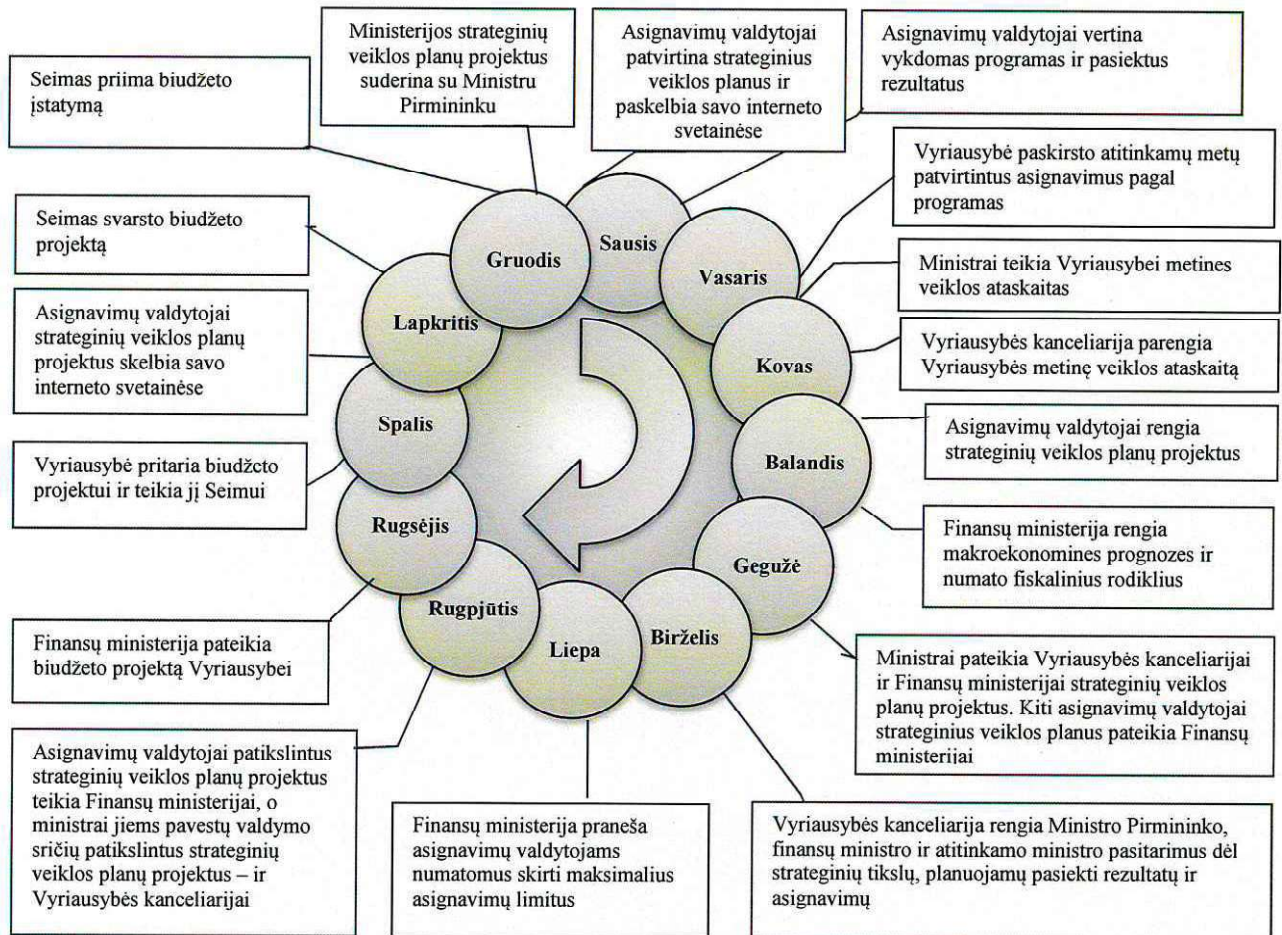 Seimas priima biudžeto
įstatymą
Ministerijos strateginių
veiklos planų projektus
suderina su Ministru
Pirmininku
Asignavimų valdytojai
patvirtina strateginius
veiklos planus ir
paskelbia savo interneto
svetainėse
Asignavimų valdytojai vertina
vykdomas programas ir pasiektus
rezultatus
Vyriausybė paskirsto atitinkamų metų
patvirtintus asignavimus pagal
programas
Ministrai teikia Vyriausybei metines
veiklos ataskaitas
Vyriausybės kanceliarija parengia
Vyriausybės metinę veiklos ataskaitą
Asignavimų valdytojai rengia
strateginių veiklos planų projektus
Finansų ministerija rengia
makroekonomines prognozes ir
numato fiskalinius rodiklius
Ministrai pateikia Vyriausybės kanceliarijai
ir Finansų ministerijai strateginių veiklos
planų projektus. Kiti asignavimų valdytojai
strateginius veiklos planus pateikia Finansų
ministerijai
Vyriausybės kanceliarija rengia Ministro Pirmininko,
finansų ministro ir atitinkamo ministro pasitarimus dėl
strateginių tikslų, planuojamų pasiekti rezultatų ir
asignavimų
Finansų ministerija praneša
asignavimų valdytojams
numatomus skirti maksimalius
asignavimų limitus
Asignavimų valdytojai patikslintus
strateginių veiklos planų projektus
teikia Finansų ministerijai, o
ministrai jiems pavestų valdymo
sričių patikslintus strateginių
veiklos planų projektus – ir
Vyriausybės kanceliarijai
Finansų ministerija pateikia
biudžeto projektą Vyriausybei
Vyriausybė pritaria biudžeto
projektui ir teikia jį Seimui
Asignavimų valdytojai
strateginių veiklos planų
projektus skelbia savo
interneto svetainėse
Seimas svarsto biudžeto
projektą
Sausis
Vasaris
Kovas
Balandis
Gegužė
Birželis
Liepa
Rugpjūtis
Rugsėjis
Spalis
Lapkritis
Gruodis